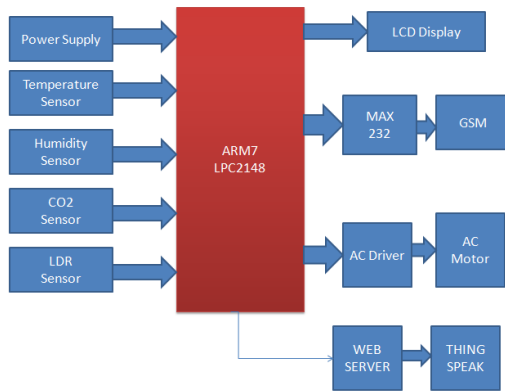 Power Supply
Temperature
Sensor
Humidity
Sensor
CO2
Sensor
LDR
Sensor
ARM7
LPC2148
LCD Display
MAX
232
GSM
AC Driver
AC
Motor
WEB
SERVER
THING
SPEAK